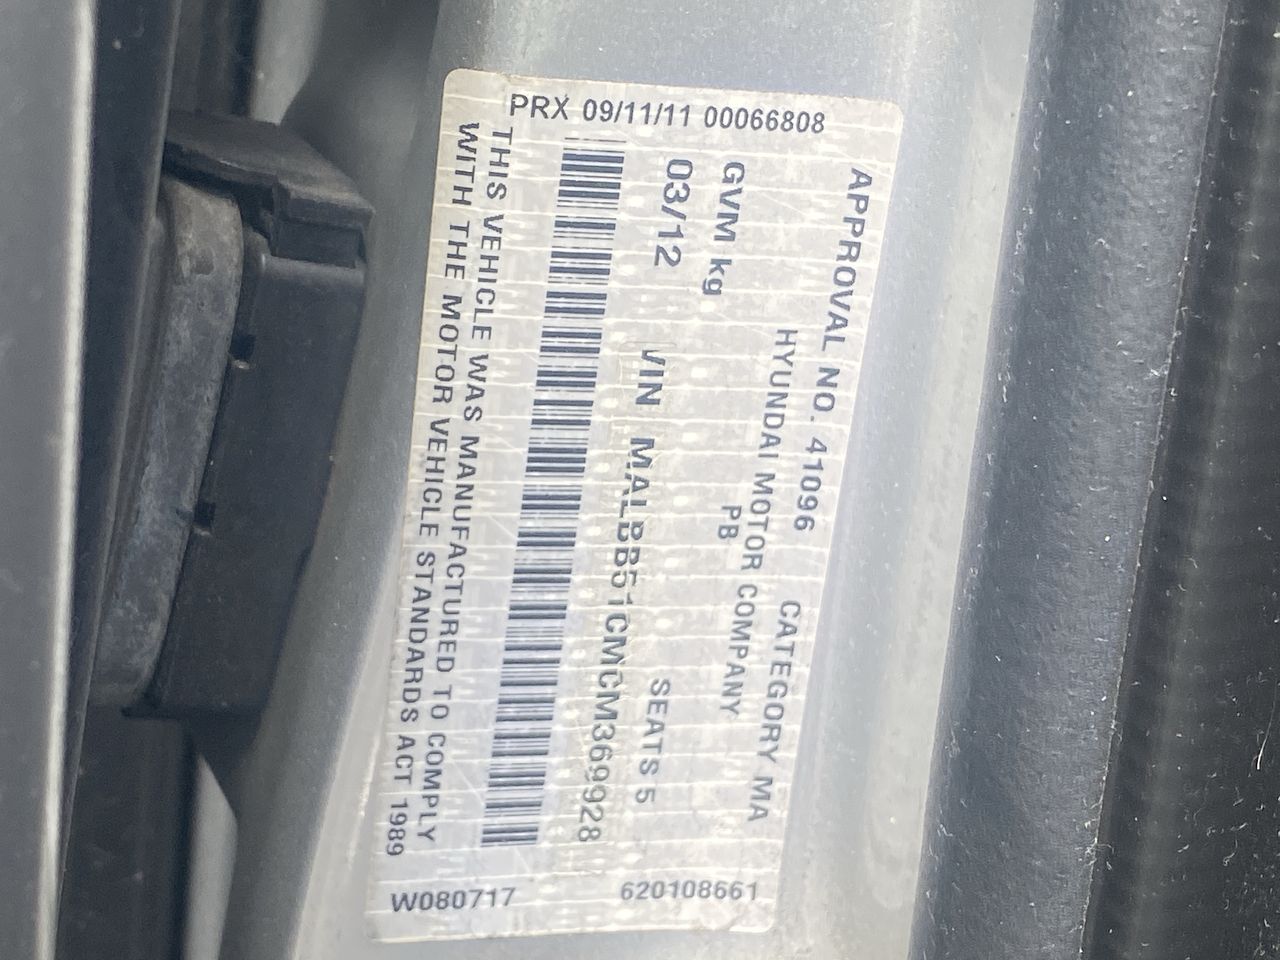 PRX 09/11/11 00066808
APPROVAL NO. 41096 CATEGORY MA
HYUNDAI MOTOR COMPANY
GVM kg PB
03/12 SEATS 5
VIN MALBB51CMCM369928
THIS VEHICLE WAS MANUFACTURED TO COMPLY
WITH THE MOTOR VEHICLE STANDARDS ACT 1989
W080717 620108661